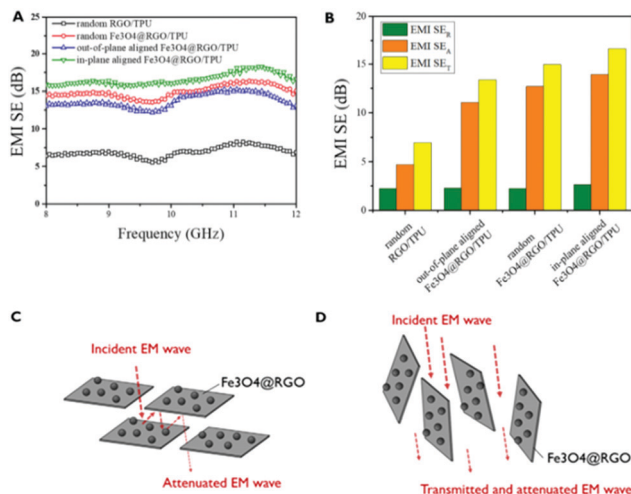 A
random RGO/TPU
random Fe3O4@RGO/TPU
out-of-plane aligned Fe3O4@RGO/TPU
in-plane aligned Fe3O4@RGO/TPU
EMI SE (dB)
25
20
15
10
5
0
8
9
10
11
12
Frequency (GHz)
B
EMI SER
EMI SEA
EMI SET
EMI SE (dB)
20
15
10
5
0
random
RGO/TPU
out-of-plane aligned
Fe3O4@RGO/TPU
random
Fe3O4@RGO/TPU
in-plane aligned
Fe3O4@RGO/TPU
C
Incident EM wave
Fe3O4@RGO
Attenuated EM wave
D
Incident EM wave
Fe3O4@RGO
Transmitted and attenuated EM wave